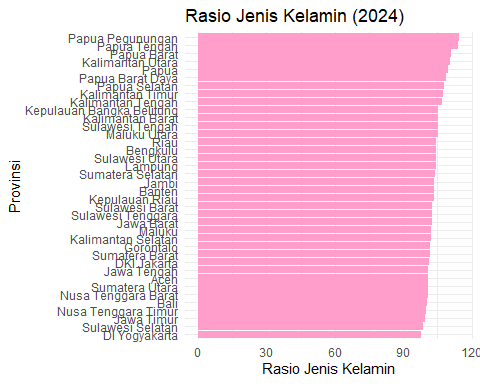 Rasio Jenis Kelamin (2024)
Provinsi
Papua Pegunungan
Papua Tengah
Papua Barat
Kalimantan Utara
Papua
Papua Barat Daya
Papua Selatan
Kalimantan Timur
Kalimantan Tengah
Kepulauan Bangka Belitung
Kalimantan Barat
Sulawesi Tengah
Maluku Utara
Riau
Bengkulu
Sulawesi Utara
Lampung
Sumatera Selatan
Jambi
Banten
Kepulauan Riau
Sulawesi Barat
Sulawesi Tenggara
Jawa Barat
Maluku
Kalimantan Selatan
Gorontalo
Sumatera Barat
DKI Jakarta
Jawa Tengah
Aceh
Sumatera Utara
Nusa Tenggara Barat
Bali
Nusa Tenggara Timur
Jawa Timur
Sulawesi Selatan
DI Yogyakarta
0 30 60 90 120
Rasio Jenis Kelamin